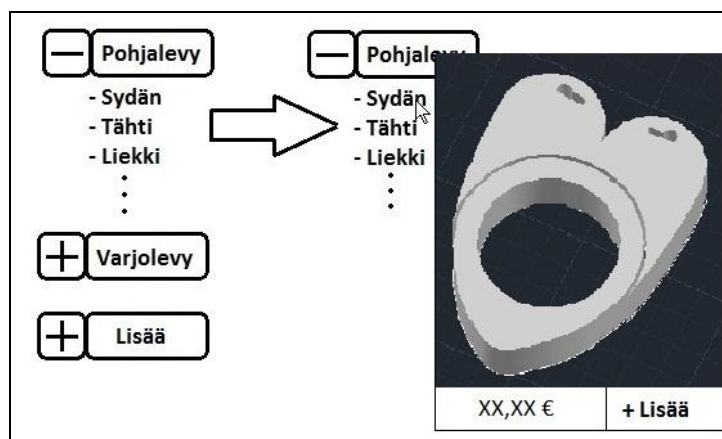 Pohjalevy
- Sydän
- Tähti
- Liekki
Varjolevy
Lisää
Pohjalevy
- Sydän
- Tähti
- Liekki
XX,XX €
+ Lisää